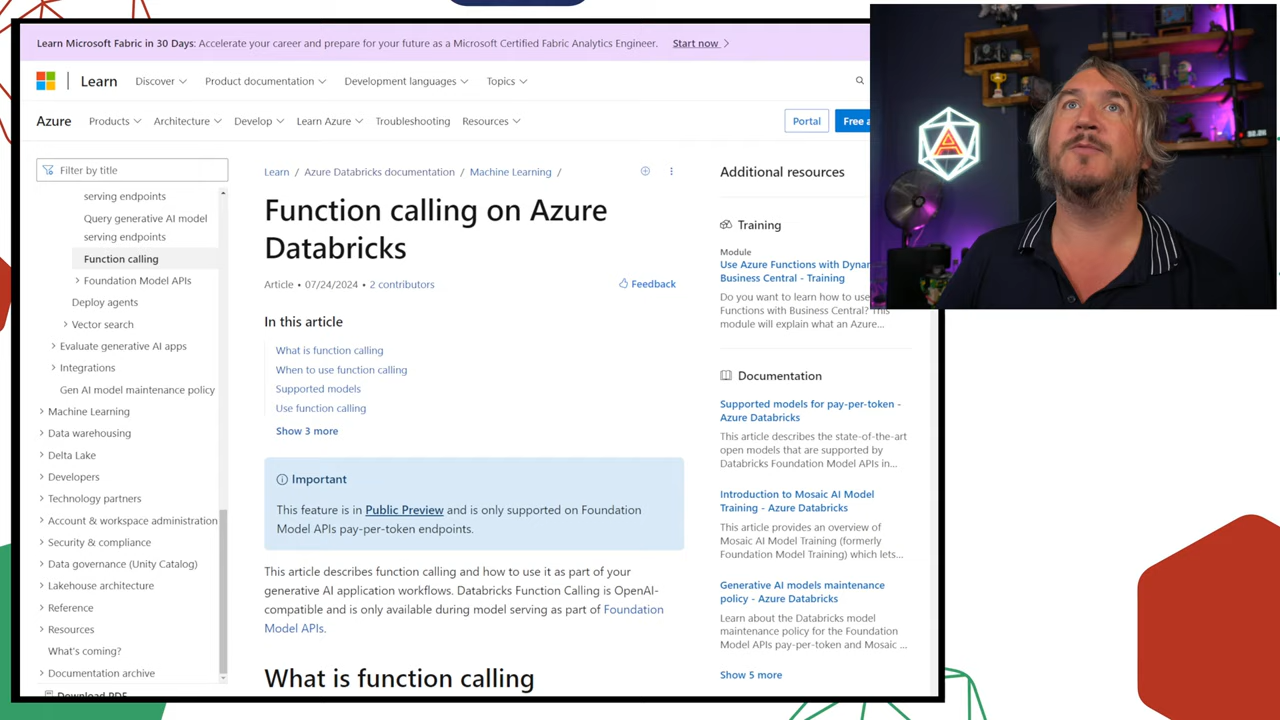 Learn Microsoft Fabric in 30 Days: Accelerate your career and prepare for your future as a Microsoft Certified Fabric Analytics Engineer. Start now
Learn Discover Product documentation Development languages Topics
Azure Products Architecture Develop Learn Azure Troubleshooting Resources Portal Free
Filter by title
serving endpoints
Query generative AI model
serving endpoints
Function calling
Foundation Model APIs
Deploy agents
Vector search
Evaluate generative AI apps
Integrations
Gen AI model maintenance policy
Machine Learning
Data warehousing
Delta Lake
Developers
Technology partners
Account & workspace administration
Security & compliance
Data governance (Unity Catalog)
Lakehouse architecture
Reference
Resources
What's coming?
Documentation archive
Download PDF
Learn / Azure Databricks documentation / Machine Learning /
Function calling on Azure
Databricks
Article • 07/24/2024 • 2 contributors
Feedback
In this article
What is function calling
When to use function calling
Supported models
Use function calling
Show 3 more
Important
This feature is in Public Preview and is only supported on Foundation
Model APIs pay-per-token endpoints.
This article describes function calling and how to use it as part of your
generative AI application workflows. Databricks Function Calling is OpenAI-
compatible and is only available during model serving as part of Foundation
Model APIs.
What is function calling
Additional resources
Training
Module
Use Azure Functions with
Business Central - Training
Do you want to learn how to use
Functions with Business Central? This
module will explain what an Azure...
Documentation
Supported models for pay-per-token -
Azure Databricks
This article describes the state-of-the-art
open models that are supported by
Databricks Foundation Model APIs in...
Introduction to Mosaic AI Model
Training - Azure Databricks
This article provides an overview of
Mosaic AI Model Training (formerly
Foundation Model Training) which lets...
Generative AI models maintenance
policy - Azure Databricks
Learn about the Databricks model
maintenance policy for the Foundation
Model APIs pay-per-token and Mosaic ...
Show 5 more
A